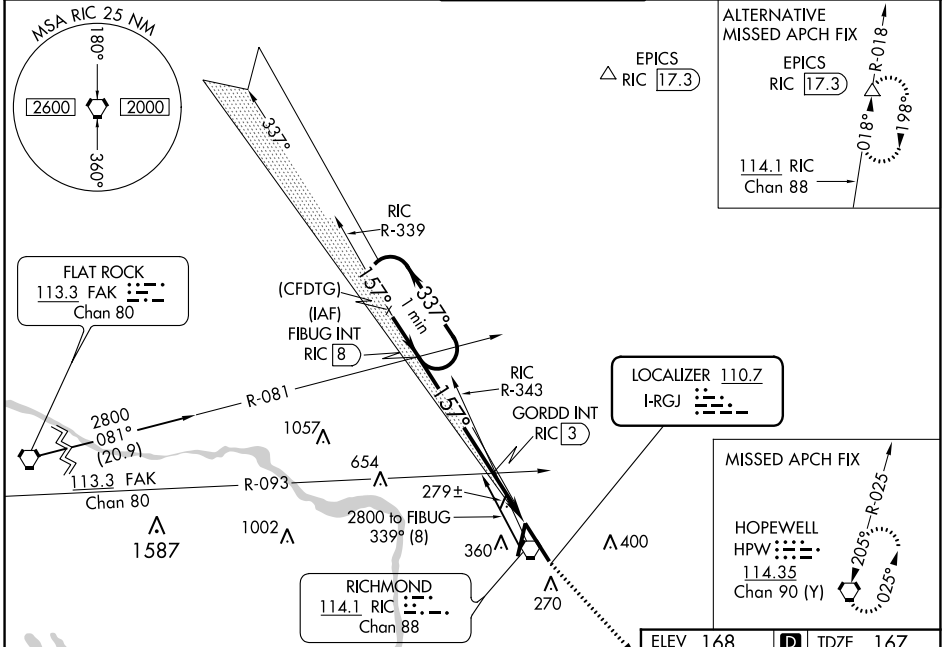 MSA RIC 25 NM
180°
2600
2000
360°
EPICS
RIC 17.3
ALTERNATIVE
MISSED APCH FIX
EPICS
RIC 17.3
R-018
018°
198°
114.1 RIC
Chan 88
337°
RIC
R-339
FLAT ROCK
113.3 FAK
Chan 80
(CFDTG)
(IAF)
FIBUG INT
RIC 8
157°
337°
1 min
RIC
R-343
157°
GORDD INT
RIC 3
LOCALIZER 110.7
I-RGJ
2800
081°
(20.9)
R-081
1057
654
113.3 FAK
Chan 80
R-093
279±
1587
1002
2800 to FIBUG
339° (8)
360
400
270
RICHMOND
114.1 RIC
Chan 88
MISSED APCH FIX
HOPEWELL
HPW
114.35
Chan 90 (Y)
R-025
205°
025°
ELEV 168
D
TDZE 167